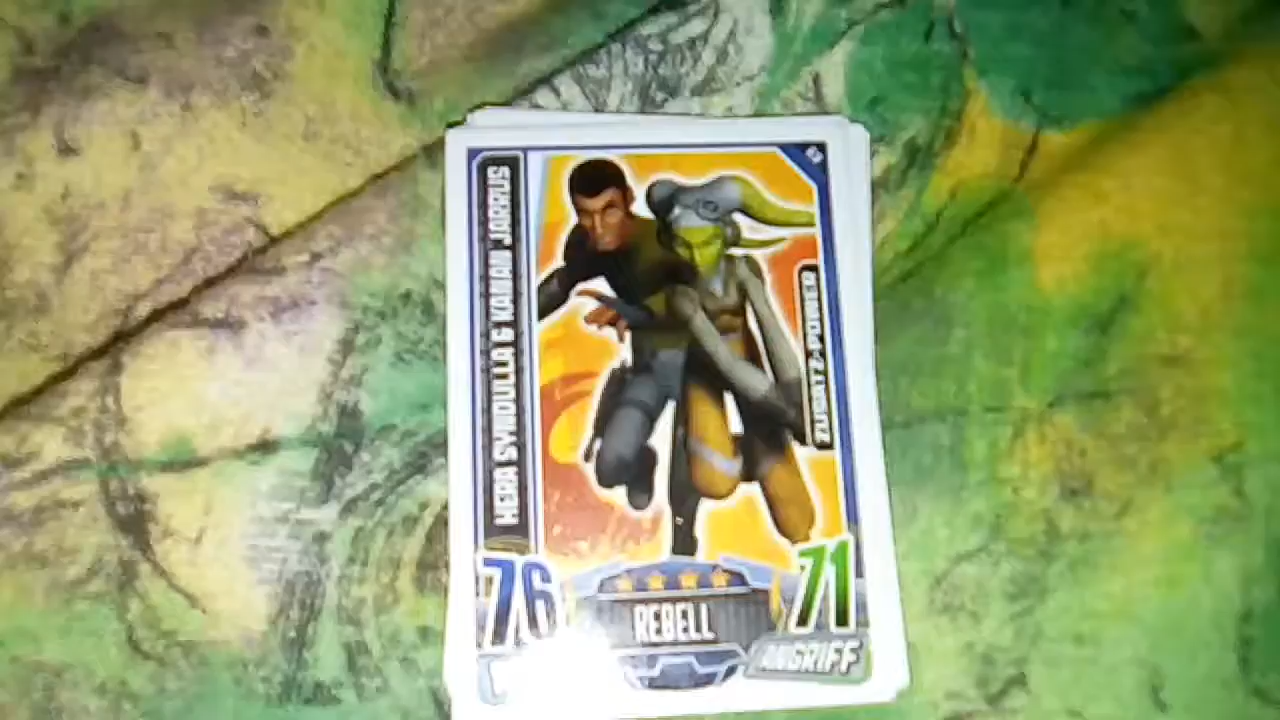 HERA SYNDULLA & KANAN JARRUS
ZUSATZ-POWER
76
71
REBELL
ANGRIFF